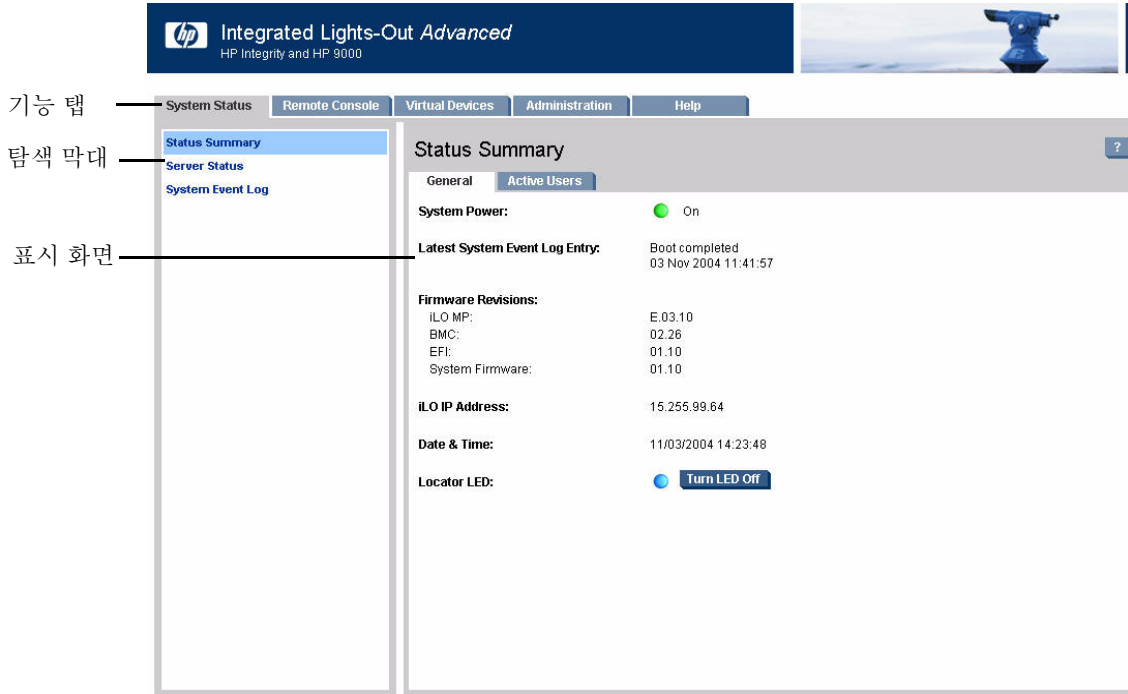 hp
Integrated Lights-Out Advanced
HP Integrity and HP 9000
기능 탭
System Status
Remote Console
Virtual Devices
Administration
Help
탐색 막대
Status Summary
Server Status
System Event Log
표시 화면
Status Summary
?
General
Active Users
System Power: On
Latest System Event Log Entry: Boot completed
03 Nov 2004 11:41:57
Firmware Revisions:
iLO MP: E.03.10
BMC: 02.26
EFI: 01.10
System Firmware: 01.10
iLO IP Address: 15.255.99.64
Date & Time: 11/03/2004 14:23:48
Locator LED: Turn LED Off